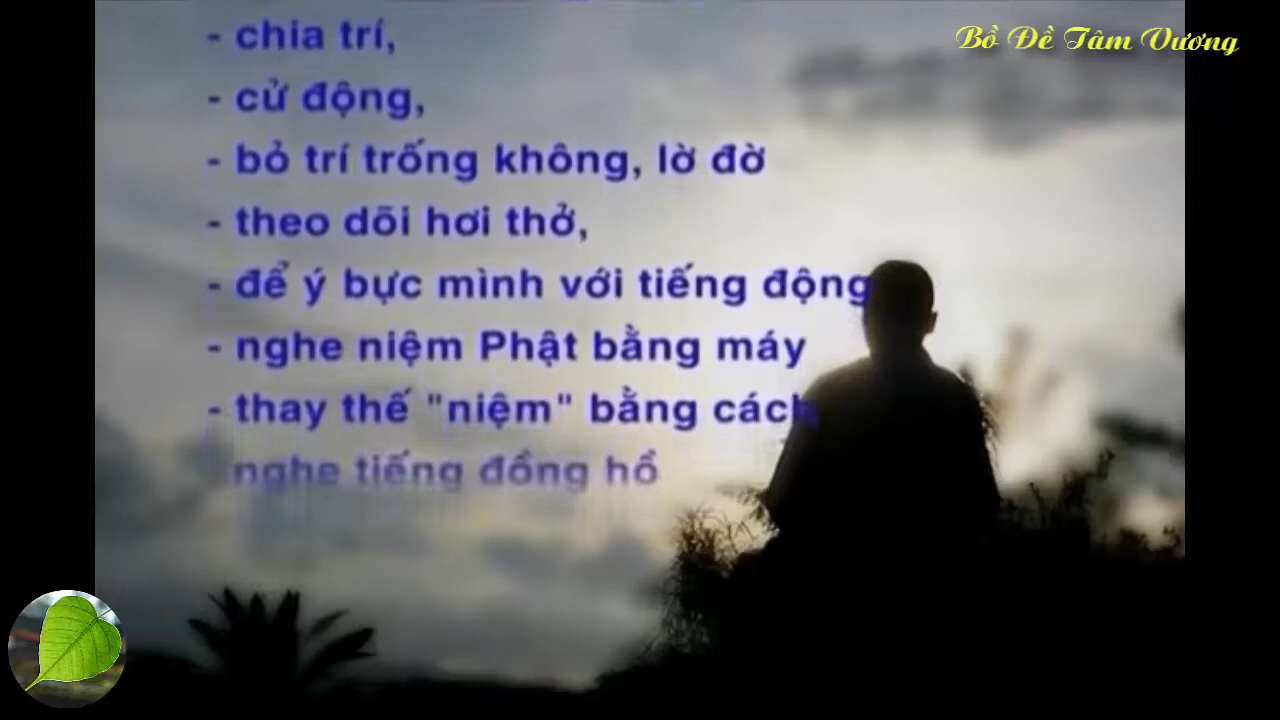 Bồ Đề Tâm Vương
- chia trí,
- cử động,
- bỏ trí trống không, lờ đờ
- theo dõi hơi thở,
- để ý bực mình với tiếng động
- nghe niệm Phật bằng máy
- thay thế "niệm" bằng cách
nghe tiếng đồng hồ